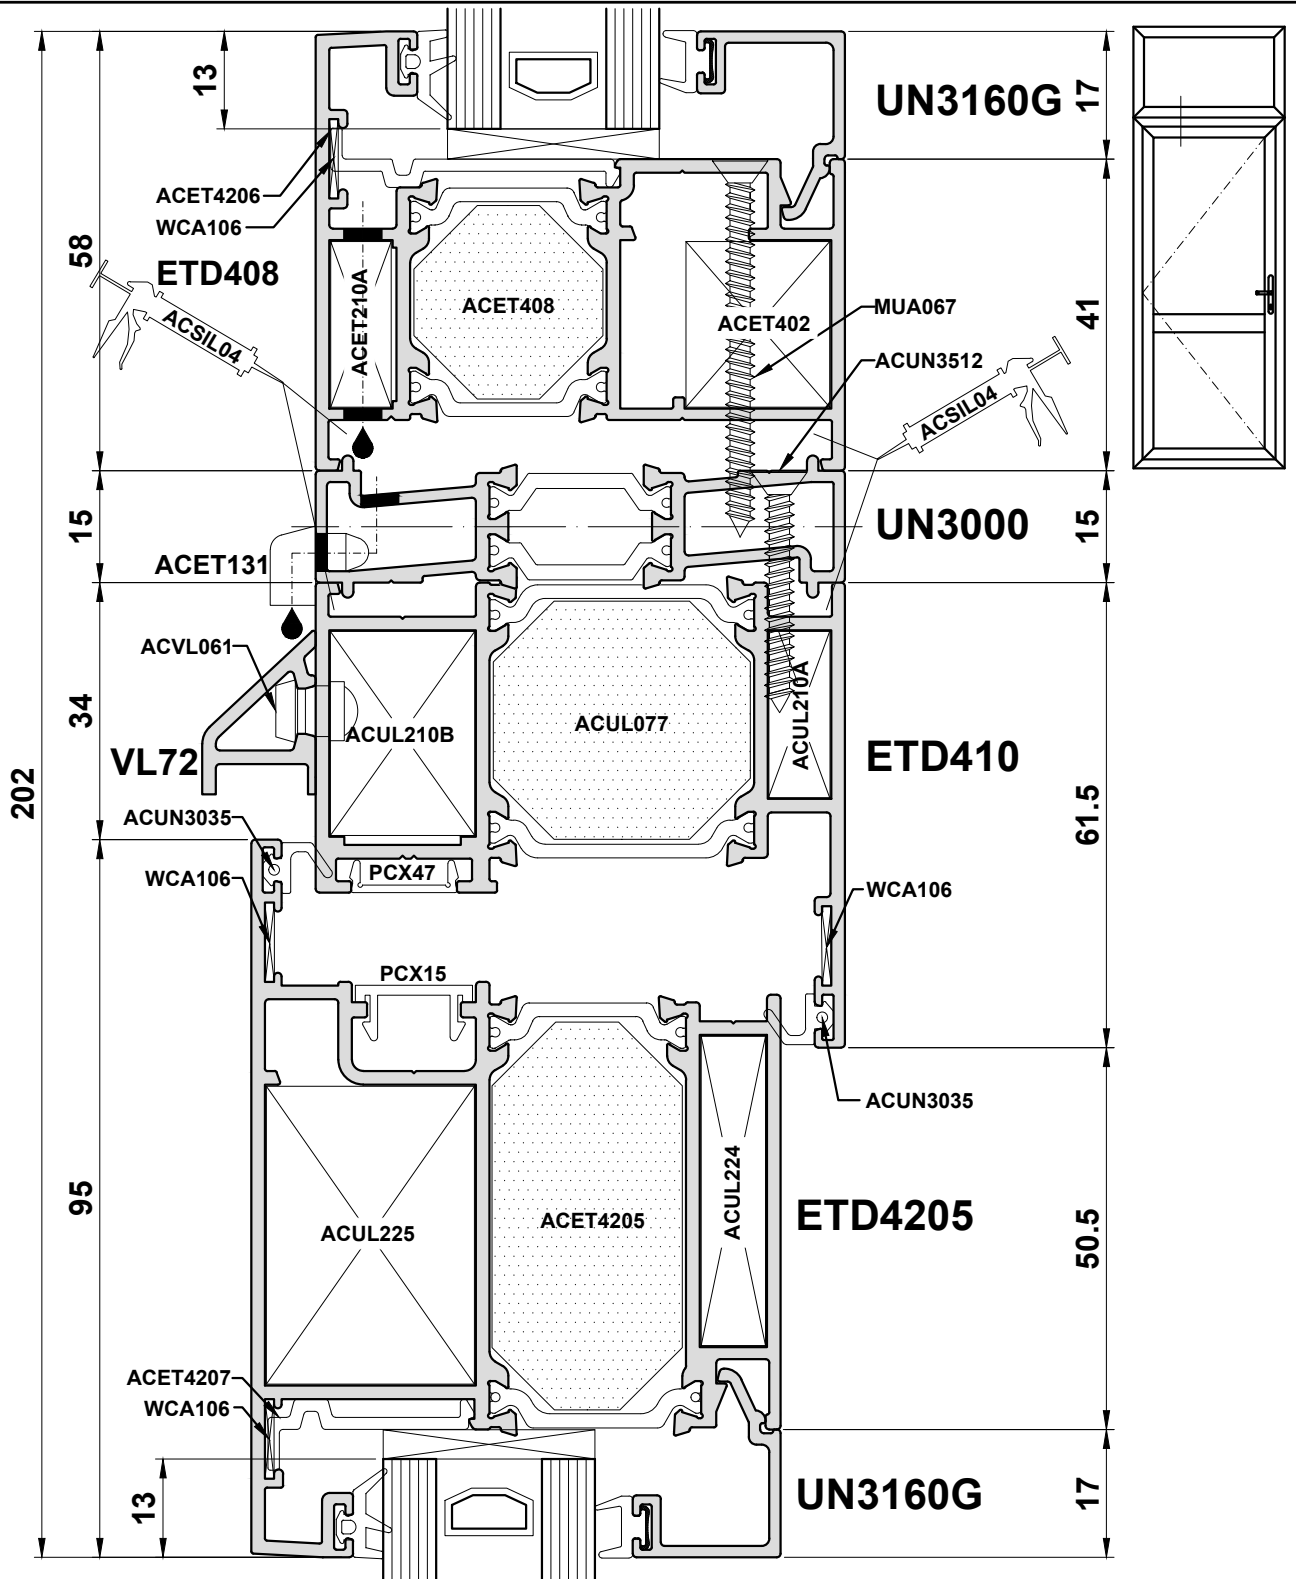 13
UN3160G
17
ACET4206
WCA106
58
ETD408
ACSIL04
ACET210A
ACET408
ACET402
MUA067
ACUN3512
41
ACSIL04
15
ACET131
UN3000
15
ACVL061
34
VL72
ACUL210B
ACUL077
ACUL210A
ETD410
202
ACUN3035
61.5
WCA106
PCX47
WCA106
PCX15
ACUN3035
95
ACUL225
ACET4205
ACUL224
ETD4205
50.5
ACET4207
WCA106
13
UN3160G
17